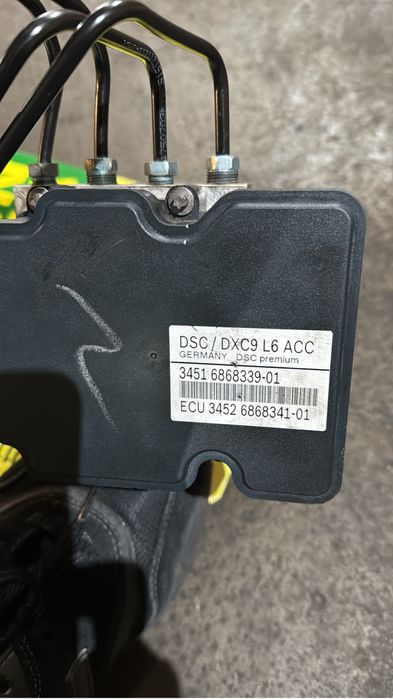 DSC / DXC9 L6 ACC
GERMANY DSC premium
3451 6868339-01
ECU 3452 6868341-01